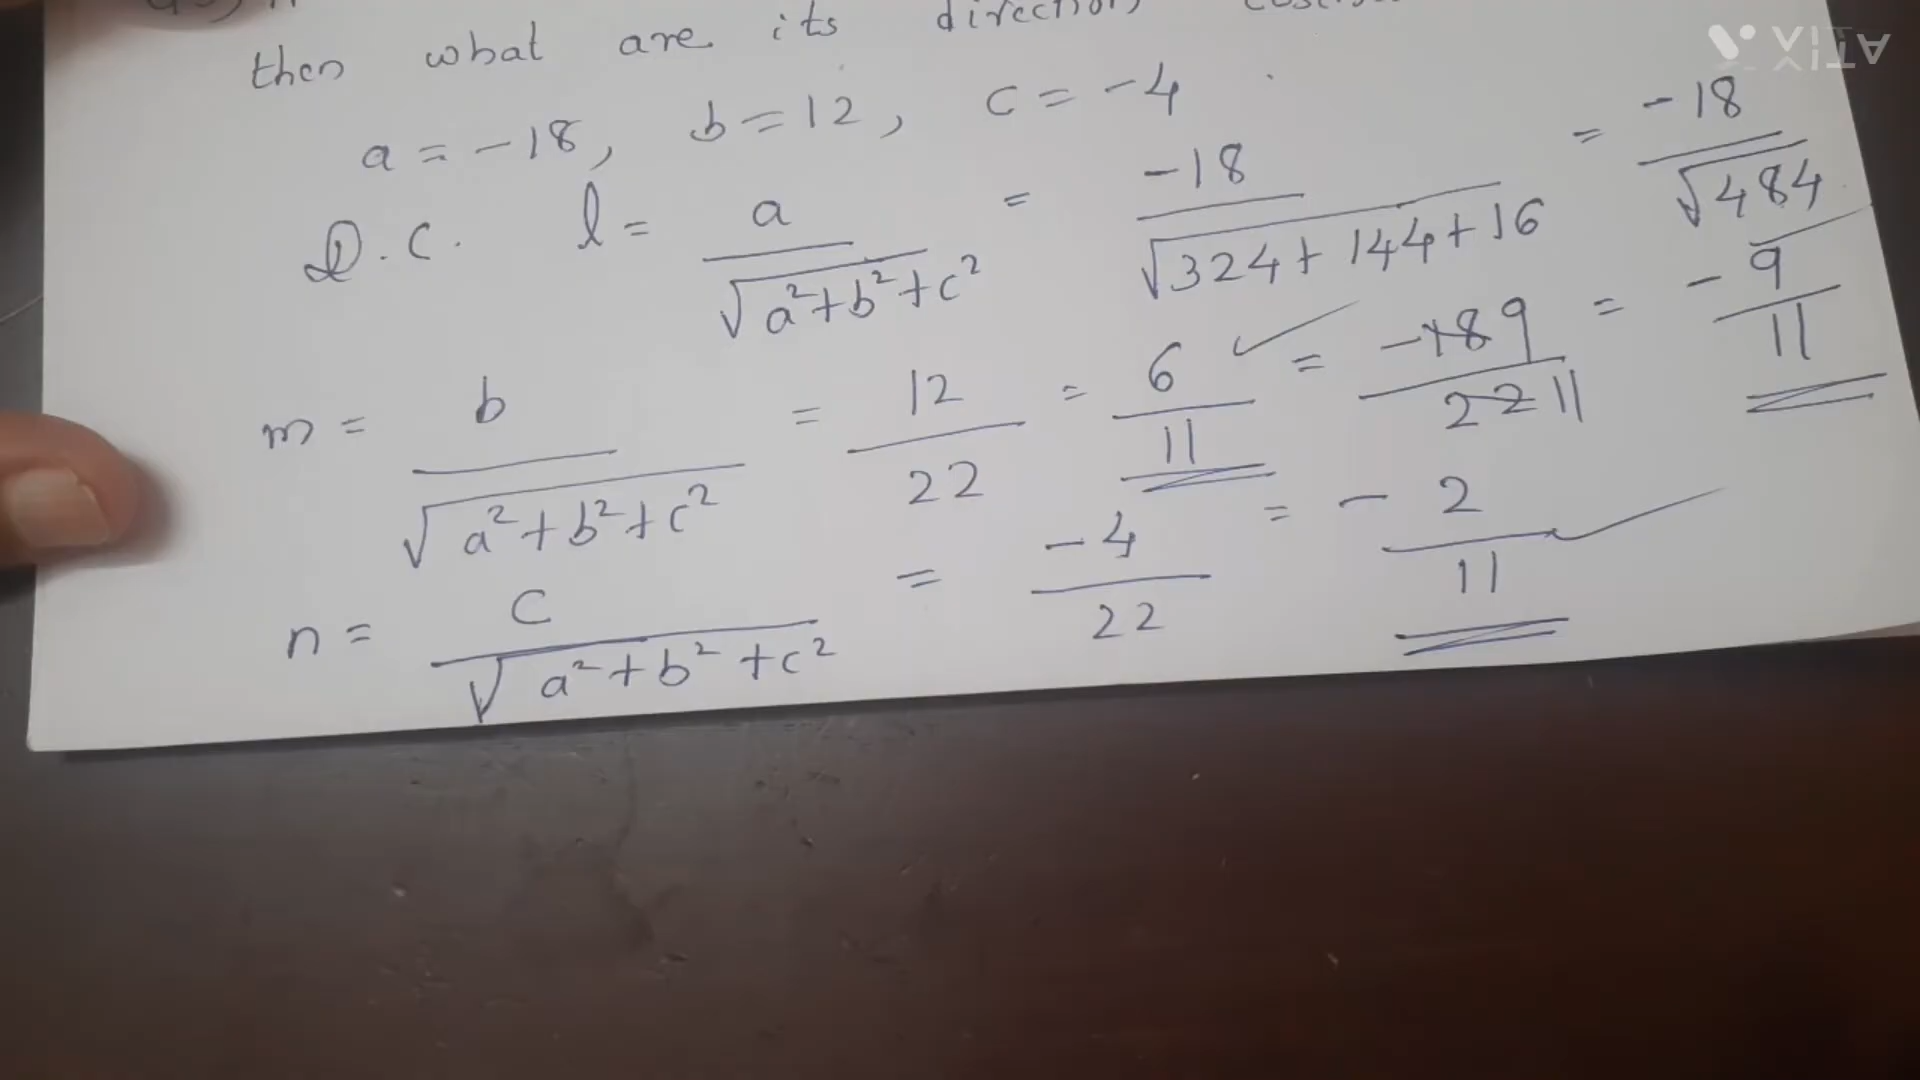 then what are its direction
a = -18, b = 12, c = -4
D.C. l = a / √(a²+b²+c²) = -18 / √(324+144+16) = -18 / √484
= -18 9 / 22 11 = -9 / 11
m = b / √(a²+b²+c²) = 12 / 22 = 6 / 11
n = c / √(a²+b²+c²) = -4 / 22 = -2 / 11
VITA